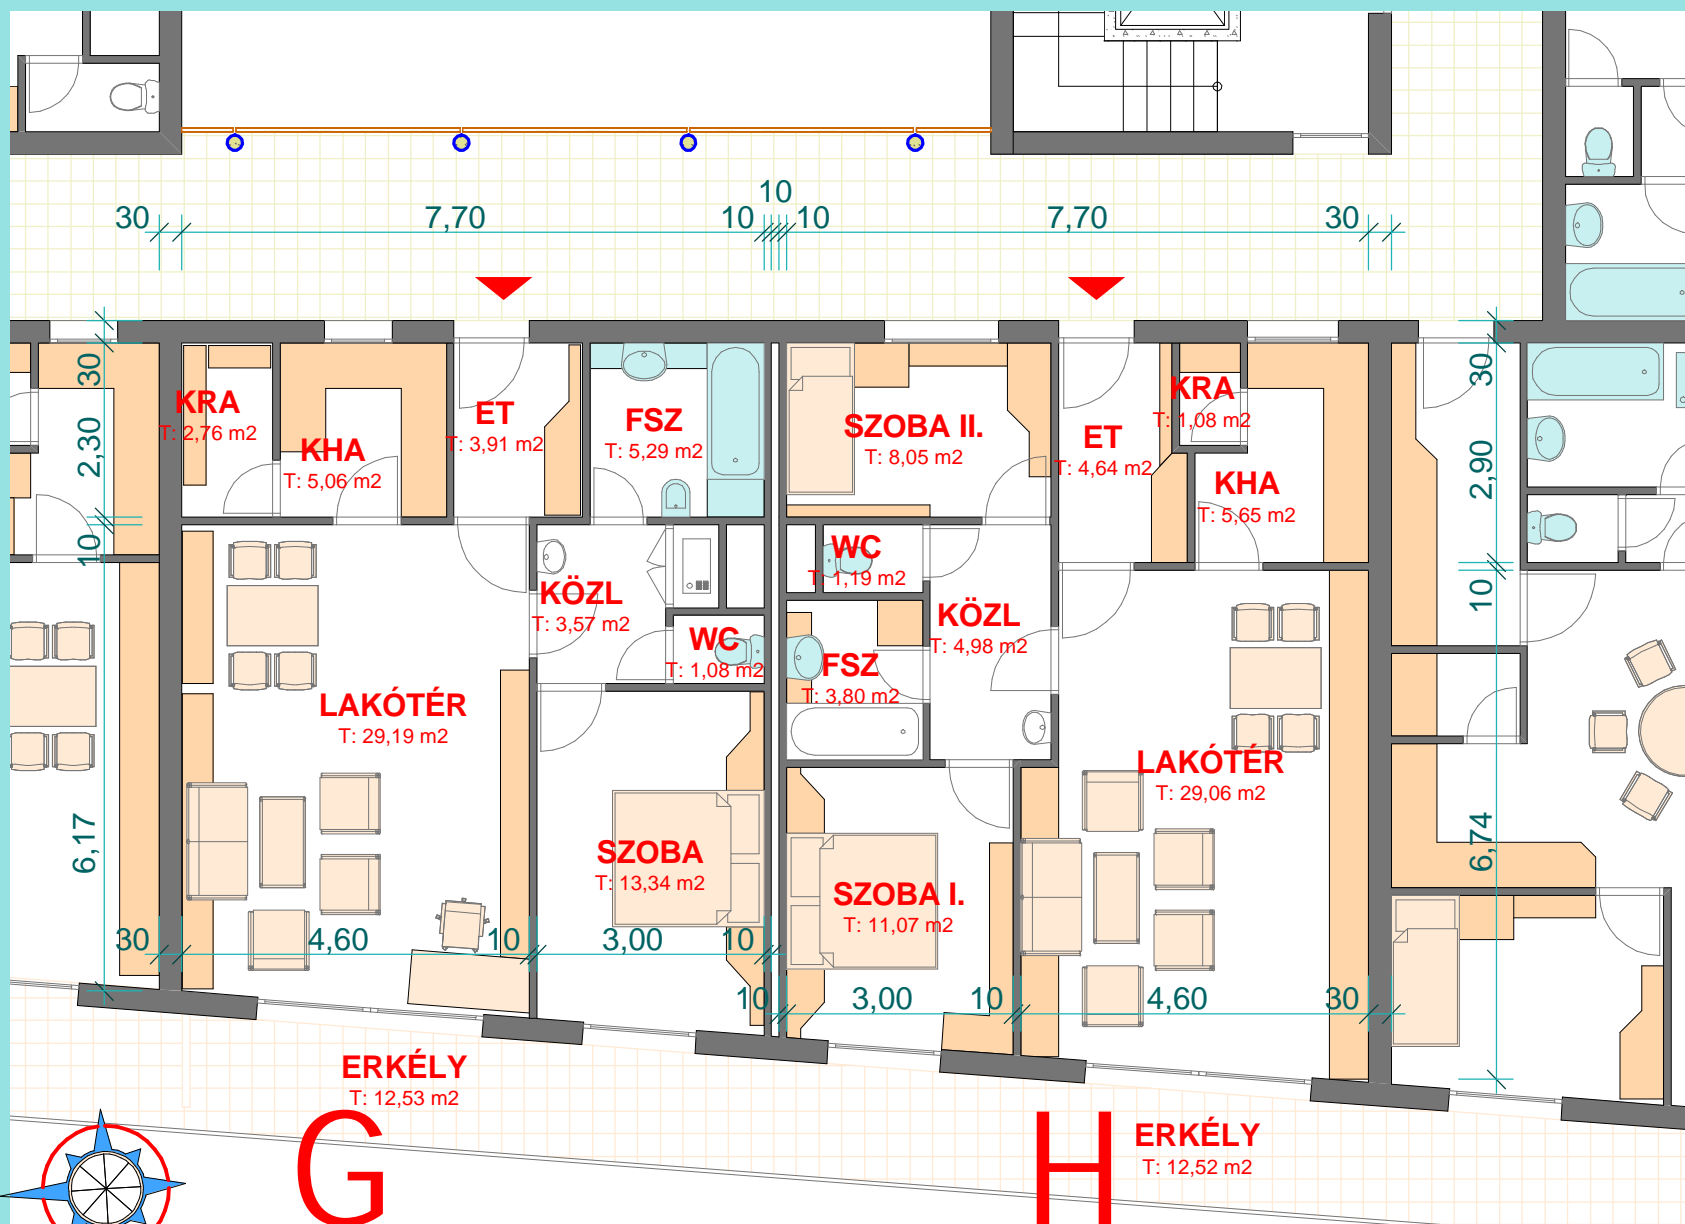 10
30
7,70
10
10
7,70
30
30
2,30
10
6,17
KRA
T: 2,76 m2
KHA
T: 5,06 m2
ET
T: 3,91 m2
FSZ
T: 5,29 m2
KÖZL
T: 3,57 m2
WC
T: 1,08 m2
LAKÓTÉR
T: 29,19 m2
SZOBA
T: 13,34 m2
30
4,60
10
3,00
10
ERKÉLY
T: 12,53 m2
G
SZOBA II.
T: 8,05 m2
ET
T: 4,64 m2
KRA
T: 1,08 m2
KHA
T: 5,65 m2
WC
T: 1,19 m2
KÖZL
T: 4,98 m2
FSZ
T: 3,80 m2
LAKÓTÉR
T: 29,06 m2
SZOBA I.
T: 11,07 m2
10
3,00
10
4,60
30
30
2,90
10
6,74
ERKÉLY
T: 12,52 m2
H